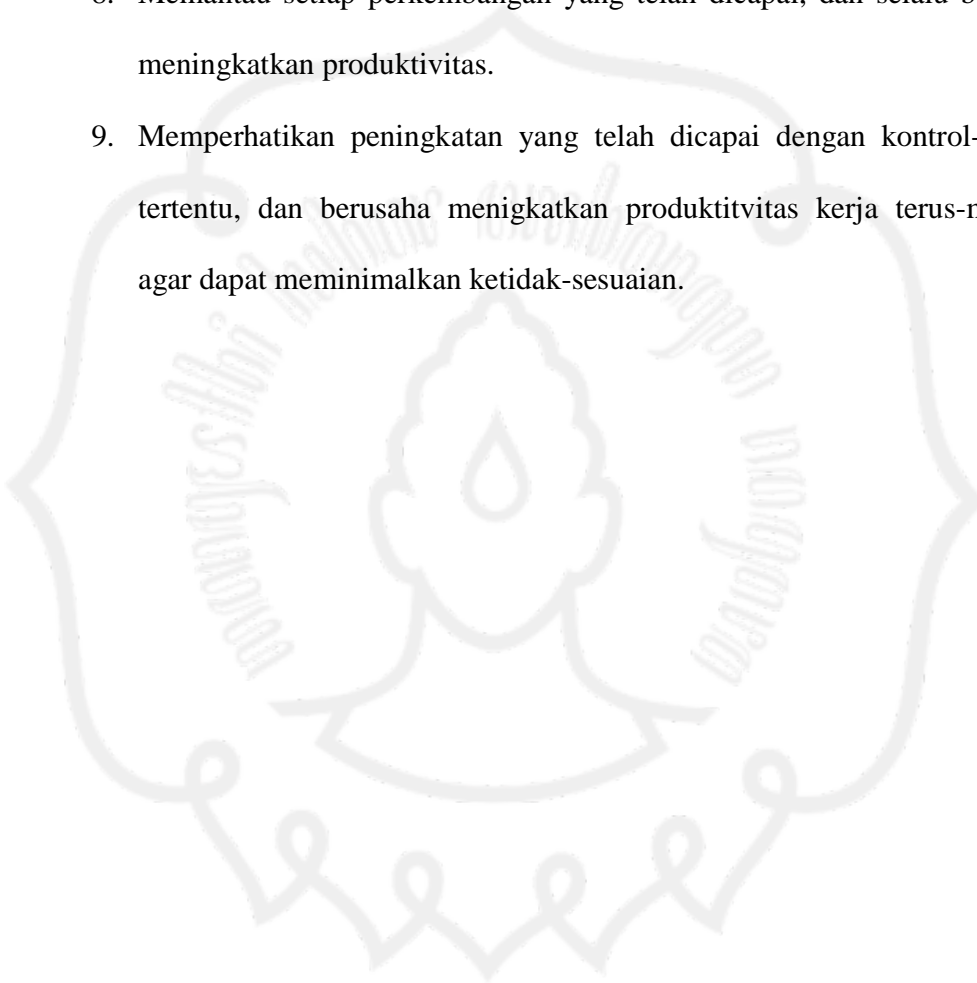 8. Memantau setiap perkembangan yang telah dicapai, dan selalu
meningkatkan produktivitas.
9. Memperhatikan peningkatan yang telah dicapai dengan kontrol-
tertentu, dan berusaha menigkatkan produktitvitas kerja terus-
agar dapat meminimalkan ketidak-sesuaian.